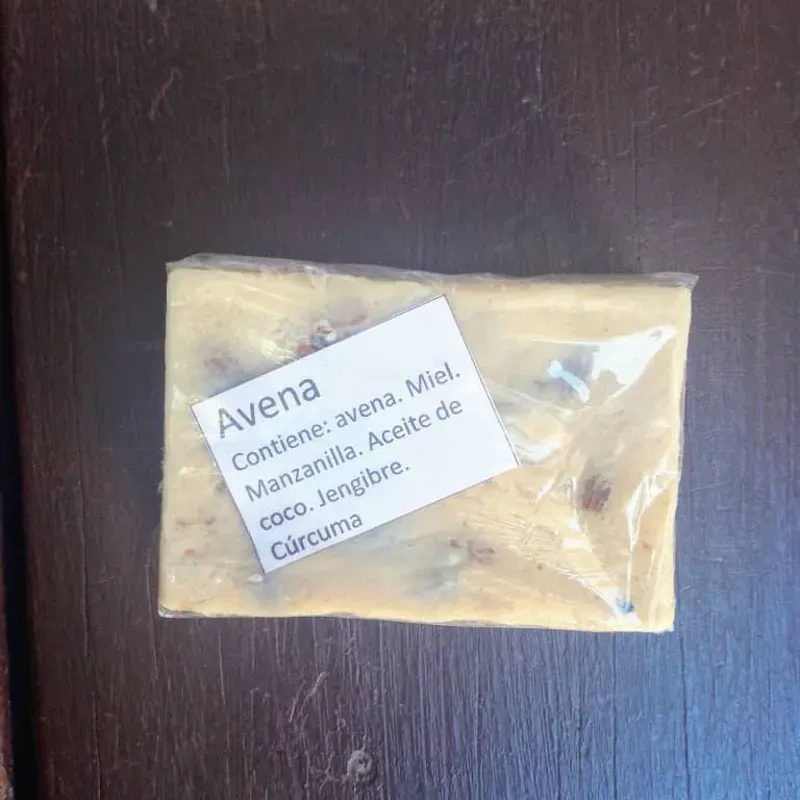 Avena
Contiene: avena. Miel.
Manzanilla. Aceite de
coco. Jengibre.
Cúrcuma